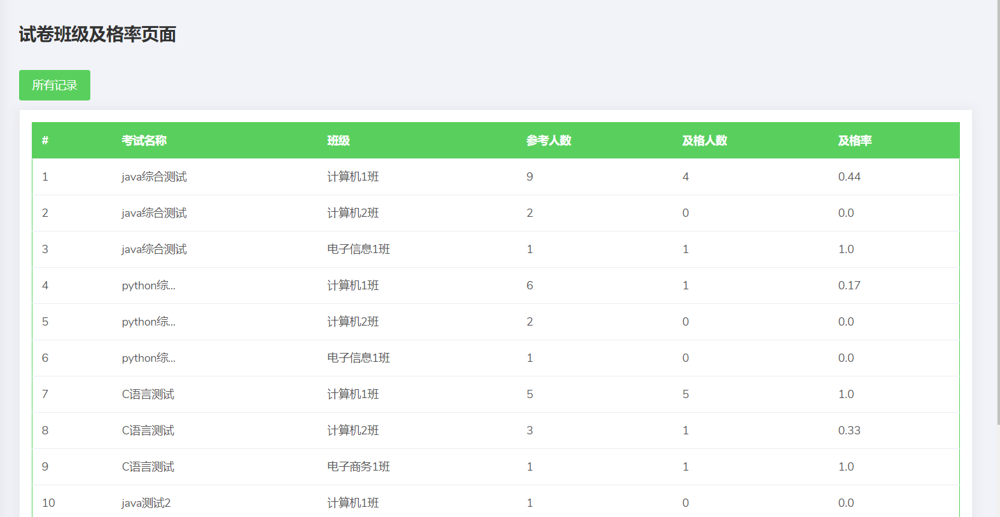 试卷班级及格率页面
所有记录
# 考试名称 班级 参考人数 及格人数 及格率
1 java综合测试 计算机1班 9 4 0.44
2 java综合测试 计算机2班 2 0 0.0
3 java综合测试 电子信息1班 1 1 1.0
4 python综... 计算机1班 6 1 0.17
5 python综... 计算机2班 2 0 0.0
6 python综... 电子信息1班 1 0 0.0
7 C语言测试 计算机1班 5 5 1.0
8 C语言测试 计算机2班 3 1 0.33
9 C语言测试 电子商务1班 1 1 1.0
10 java测试2 计算机1班 1 0 0.0